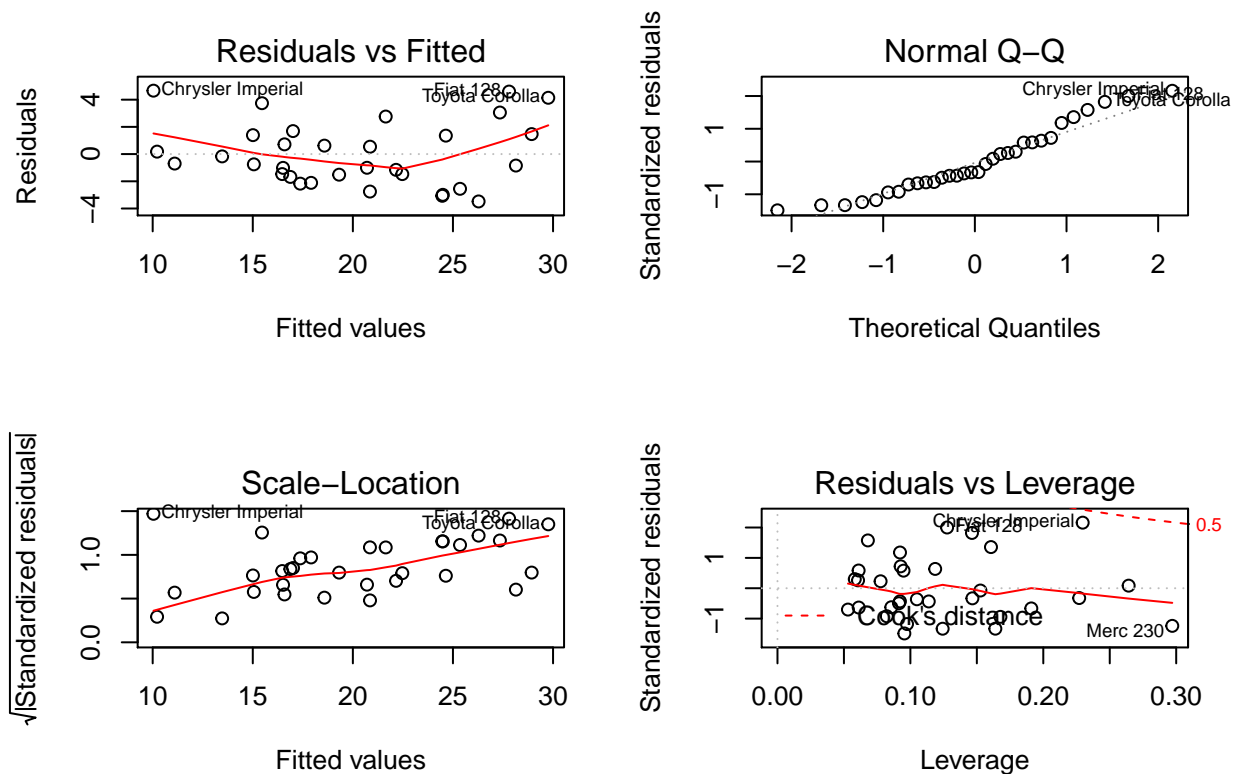 Residuals vs Fitted
Residuals
4
0
−4
Chrysler Imperial
Fiat 128
Toyota Corolla
10 15 20 25 30
Fitted values
Normal Q−Q
Standardized residuals
1
−1
Chrysler Imperial
Fiat 128
Toyota Corolla
−2 −1 0 1 2
Theoretical Quantiles
Scale−Location
√|Standardized residuals|
1.0
0.0
Chrysler Imperial
Fiat 128
Toyota Corolla
10 15 20 25 30
Fitted values
Residuals vs Leverage
Standardized residuals
1
−1
Chrysler Imperial
Fiat 128
0.5
Cook's distance
Merc 230
0.00 0.10 0.20 0.30
Leverage